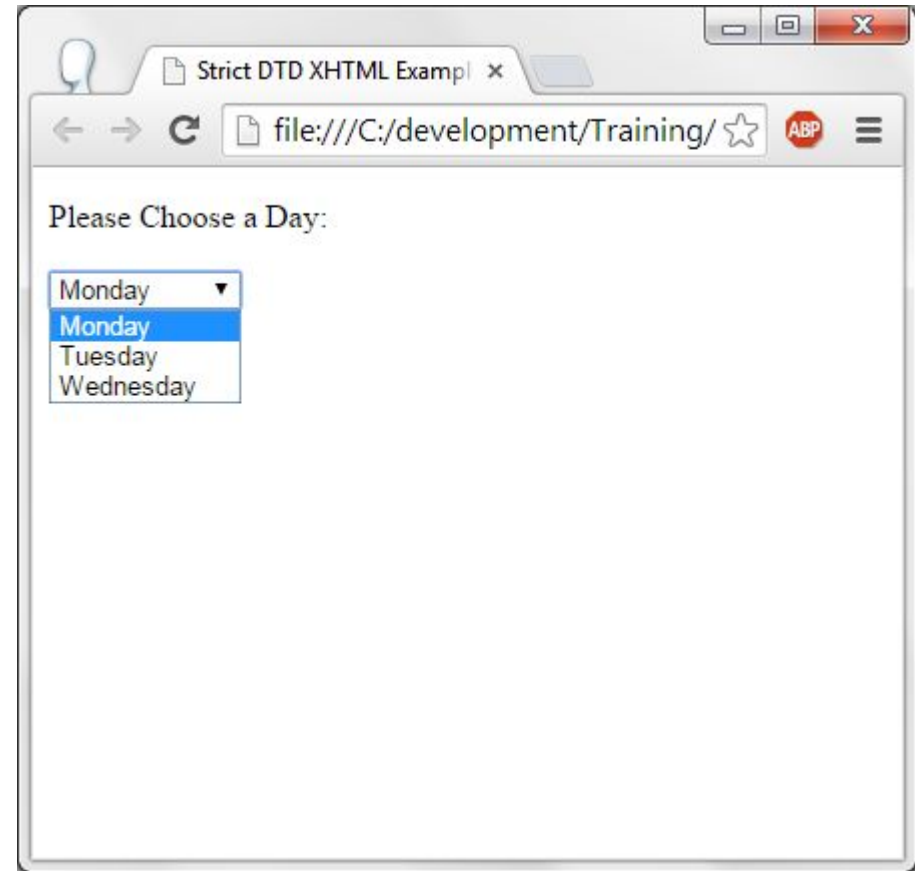 Strict DTD XHTML Exampl
file:///C:/development/Training/
ABP
Please Choose a Day:
Monday
Monday
Tuesday
Wednesday